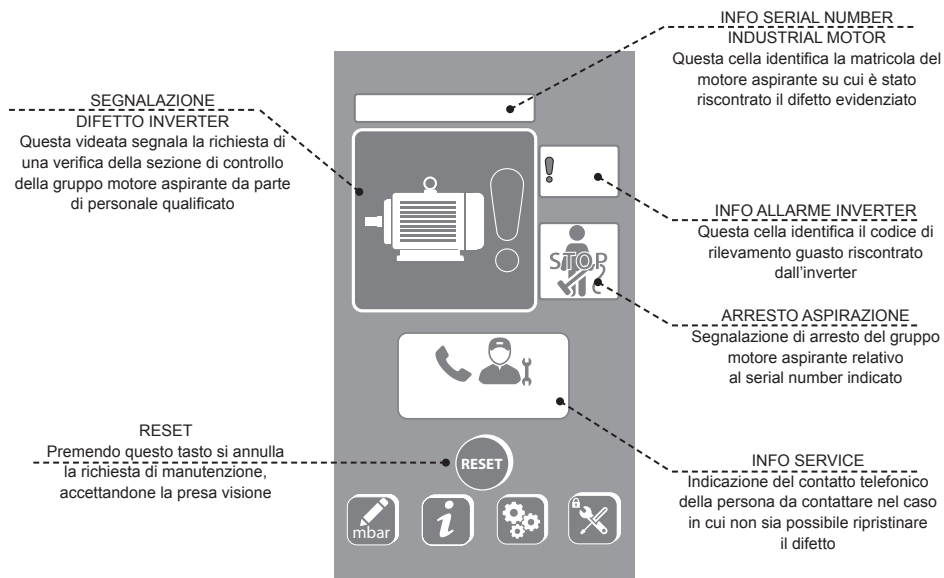 INFO SERIAL NUMBER
INDUSTRIAL MOTOR
Questa cella identifica la matricola del
motore aspirante su cui è stato
riscontrato il difetto evidenziato
SEGNALAZIONE
DIFETTO INVERTER
Questa videata segnala la richiesta di
una verifica della sezione di controllo
della gruppo motore aspirante da parte
di personale qualificato
INFO ALLARME INVERTER
Questa cella identifica il codice di
rilevamento guasto riscontrato
dall'inverter
STOP
ARRESTO ASPIRAZIONE
Segnalazione di arresto del gruppo
motore aspirante relativo
al serial number indicato
RESET
Premendo questo tasto si annulla
la richiesta di manutenzione,
accettandone la presa visione
RESET
INFO SERVICE
Indicazione del contatto telefonico
della persona da contattare nel caso
in cui non sia possibile ripristinare
il difetto
mbar
i